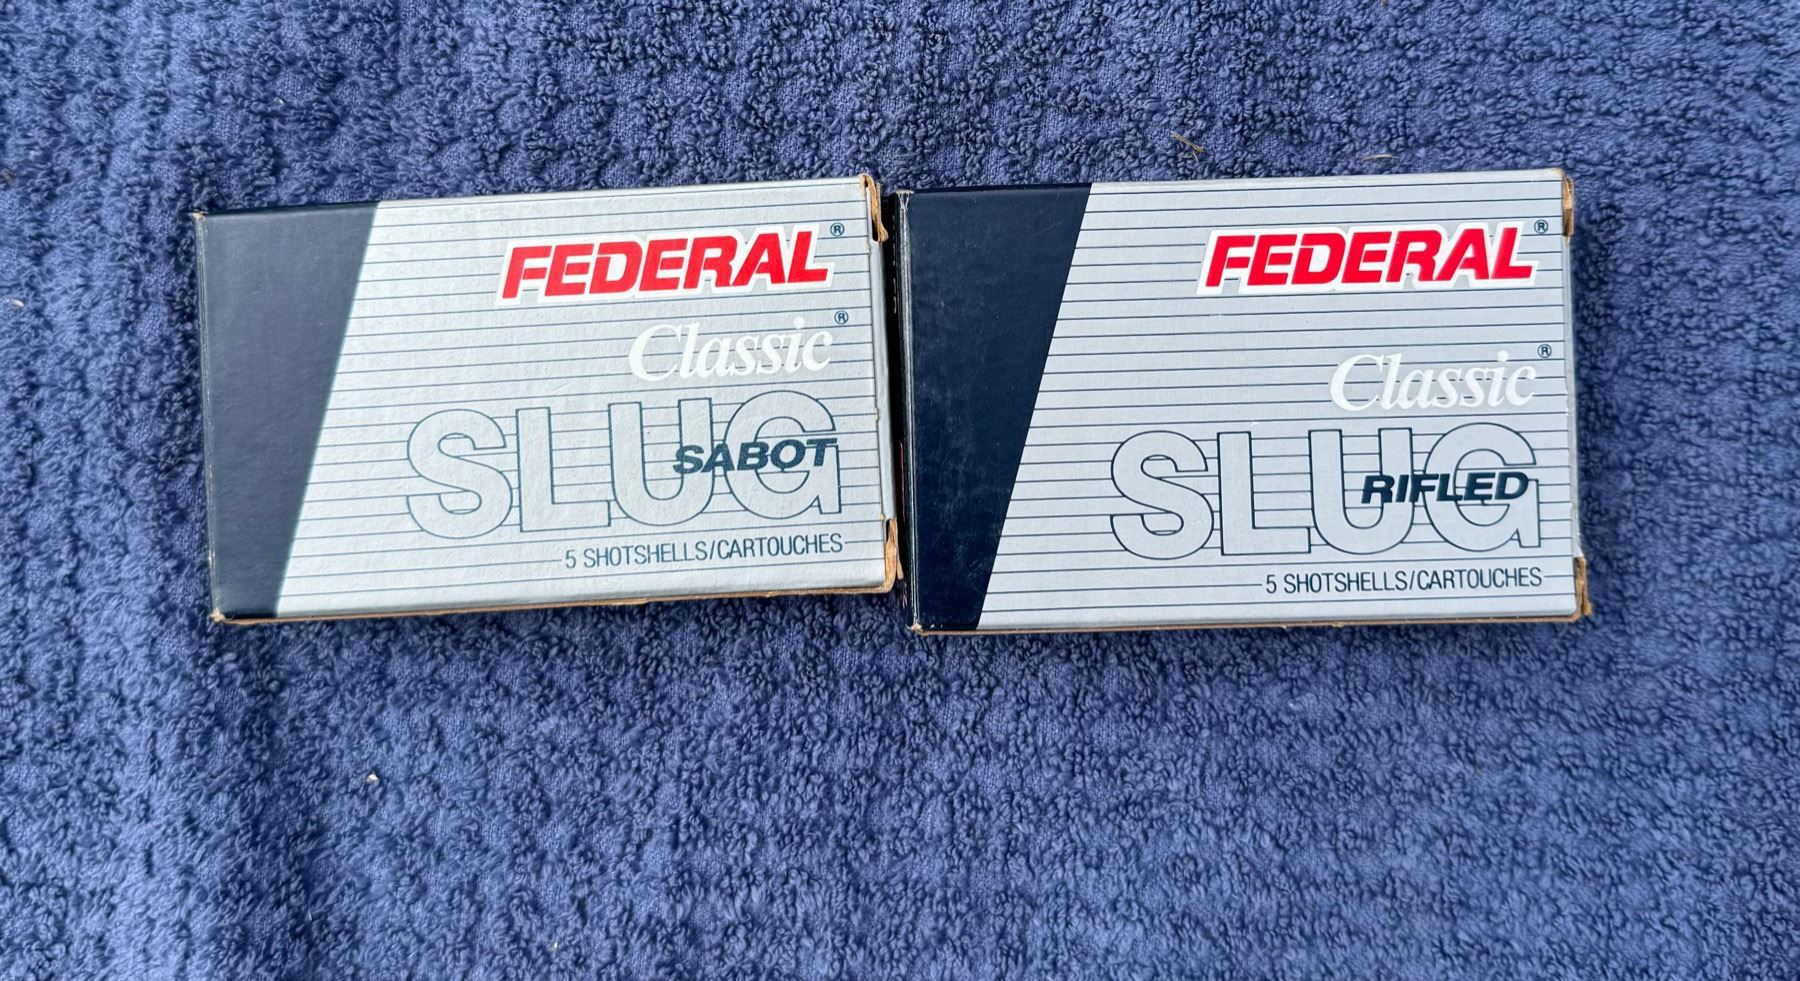 FEDERAL®
Classic®
SLUG
SABOT
5 SHOTSHELLS/CARTOUCHES
FEDERAL®
Classic®
SLUG
RIFLED
5 SHOTSHELLS/CARTOUCHES